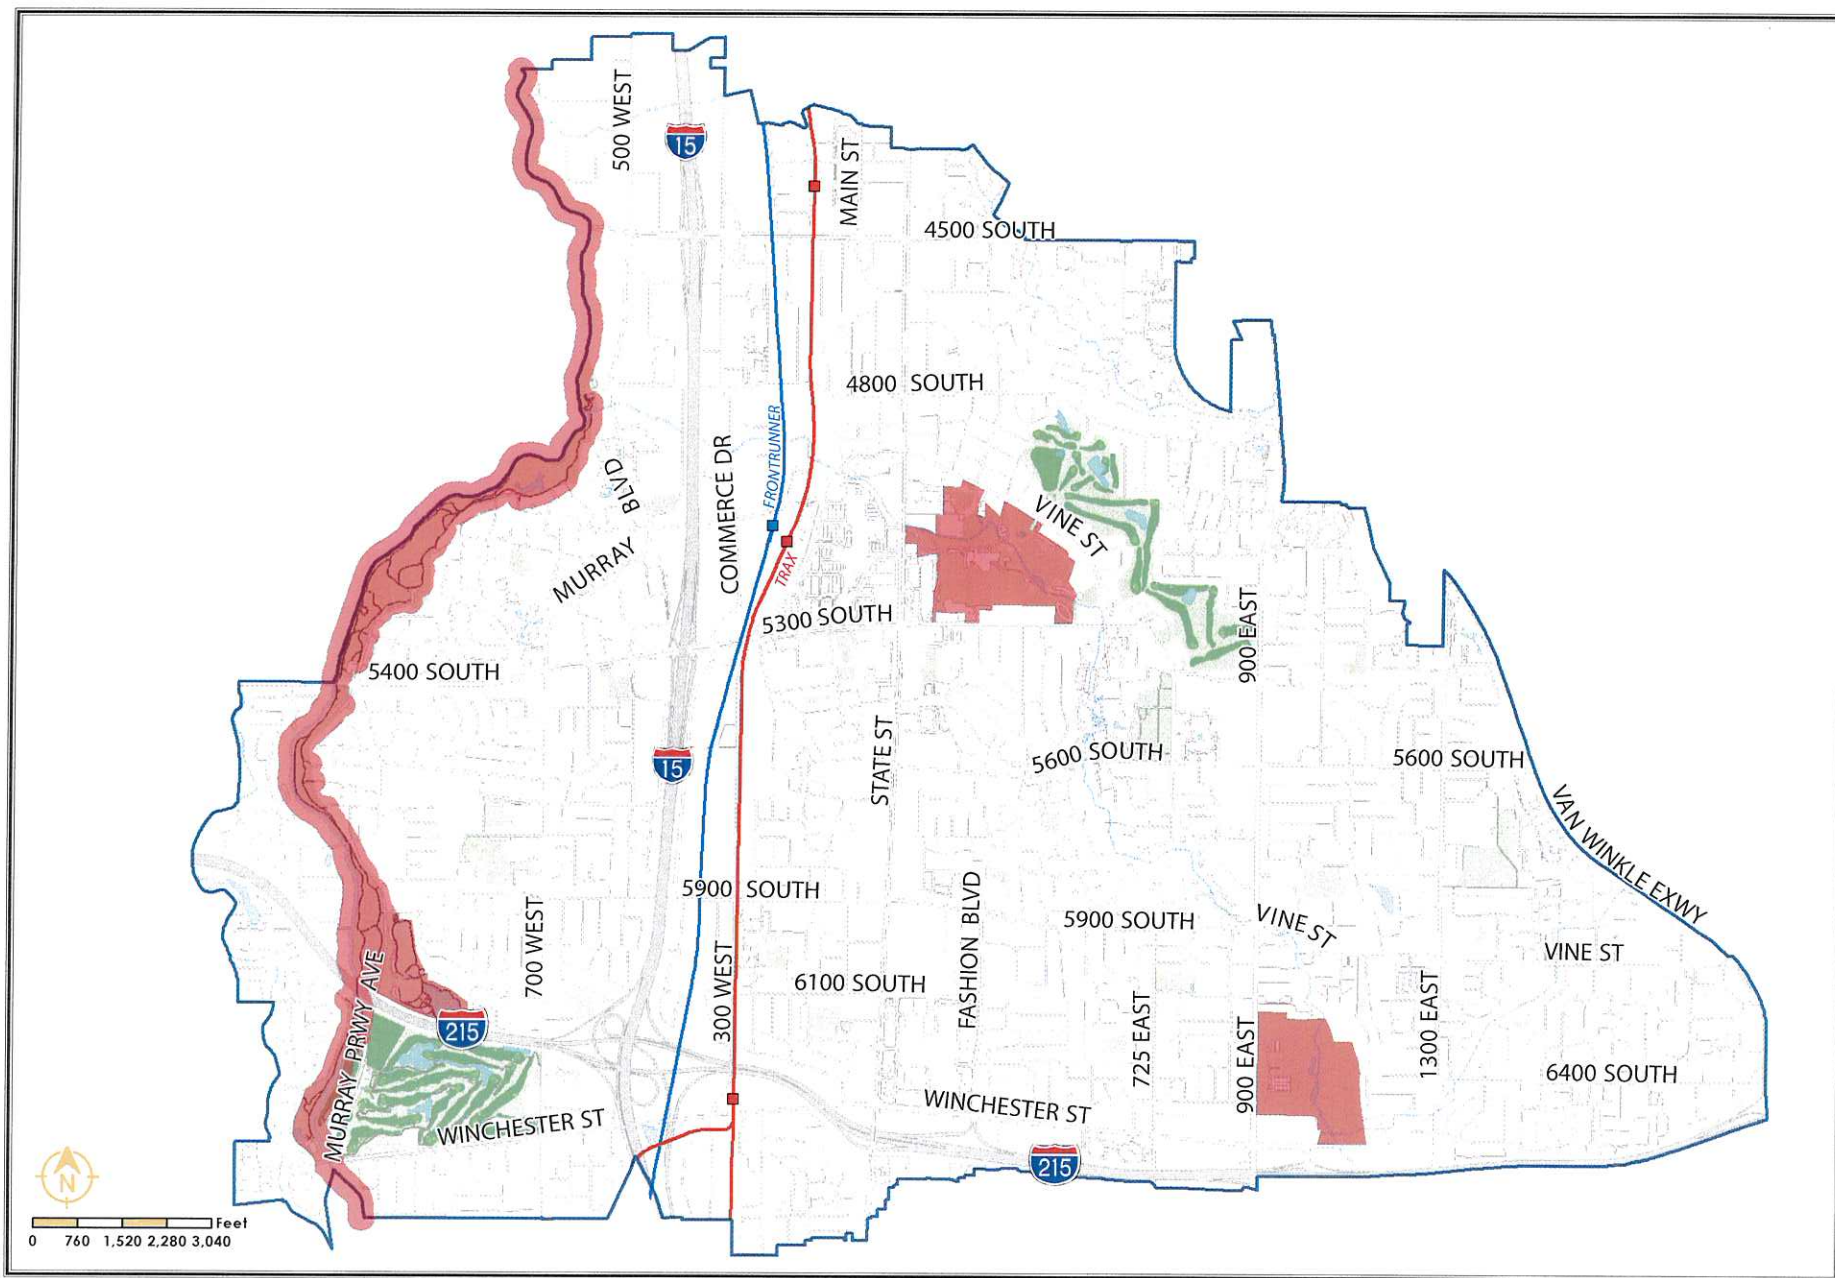 500 WEST
15
MAIN ST
4500 SOUTH
4800 SOUTH
FRONTRUNNER
COMMERCE DR
MURRAY BLVD
VINE ST
TRAX
5300 SOUTH
900 EAST
5400 SOUTH
STATE ST
5600 SOUTH
5600 SOUTH
15
VAN WINKLE EXWY
5900 SOUTH
700 WEST
FASHION BLVD
5900 SOUTH
VINE ST
VINE ST
MURRAY PRWY AVE
300 WEST
6100 SOUTH
215
725 EAST
900 EAST
1300 EAST
6400 SOUTH
WINCHESTER ST
WINCHESTER ST
215
N
Feet
0 760 1,520 2,280 3,040